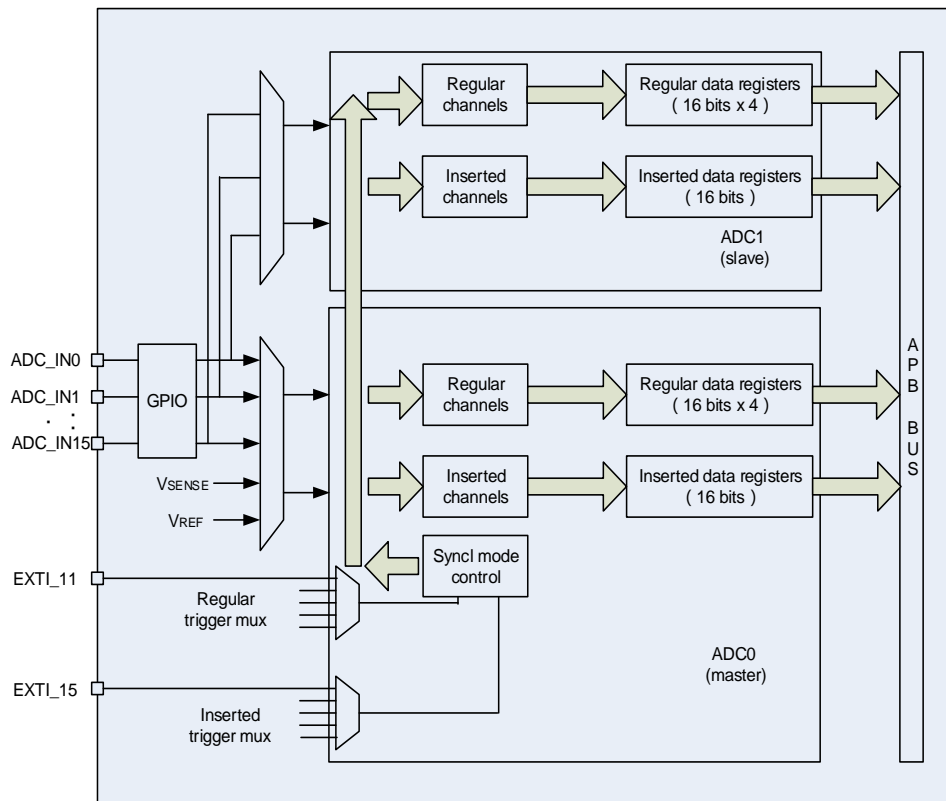 Regular
channels
Regular data registers
( 16 bits x 4)
Inserted
channels
Inserted data registers
( 16 bits )
ADC1
(slave)
ADC_IN0
ADC_IN1
. .
. .
ADC_IN15
GPIO
VSENSE
VREF
Regular
channels
Regular data registers
( 16 bits x 4)
Inserted
channels
Inserted data registers
( 16 bits )
APB BUS
EXTI_11
Regular
trigger mux
Syncl mode
control
ADC0
(master)
EXTI_15
Inserted
trigger mux